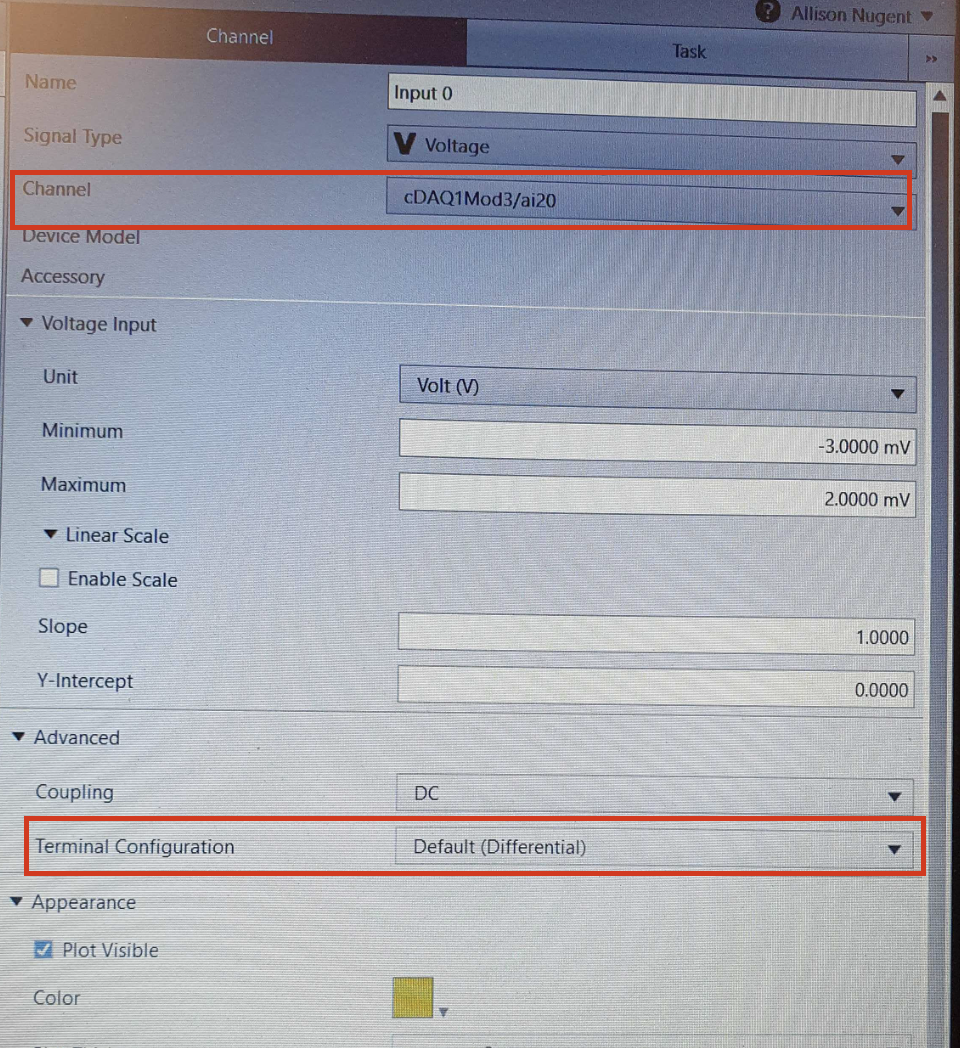 ? Allison Nugent
Channel
Task
»
Name
Input 0
Signal Type
V Voltage
Channel
cDAQ1Mod3/ai20
Device Model
Accessory
Voltage Input
Unit
Volt (V)
Minimum
-3.0000 mV
Maximum
2.0000 mV
Linear Scale
Enable Scale
Slope
1.0000
Y-Intercept
0.0000
Advanced
Coupling
DC
Terminal Configuration
Default (Differential)
Appearance
Plot Visible
Color